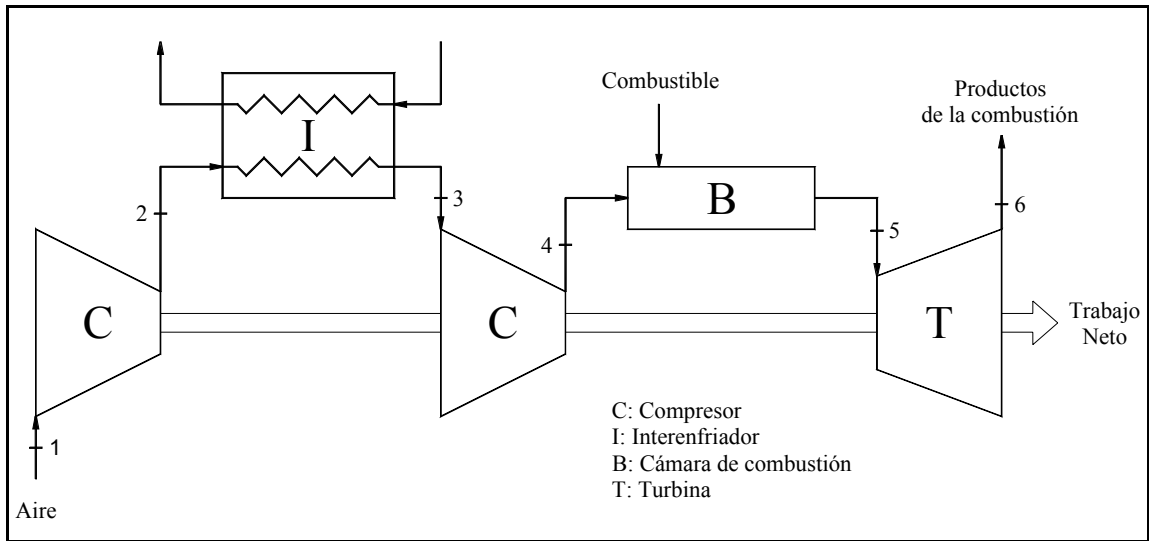 Combustible
Productos
de la combustión
I
B
2
3
4
5
6
C
C
T
Trabajo
Neto
1
C: Compresor
I: Interenfriador
B: Cámara de combustión
T: Turbina
Aire